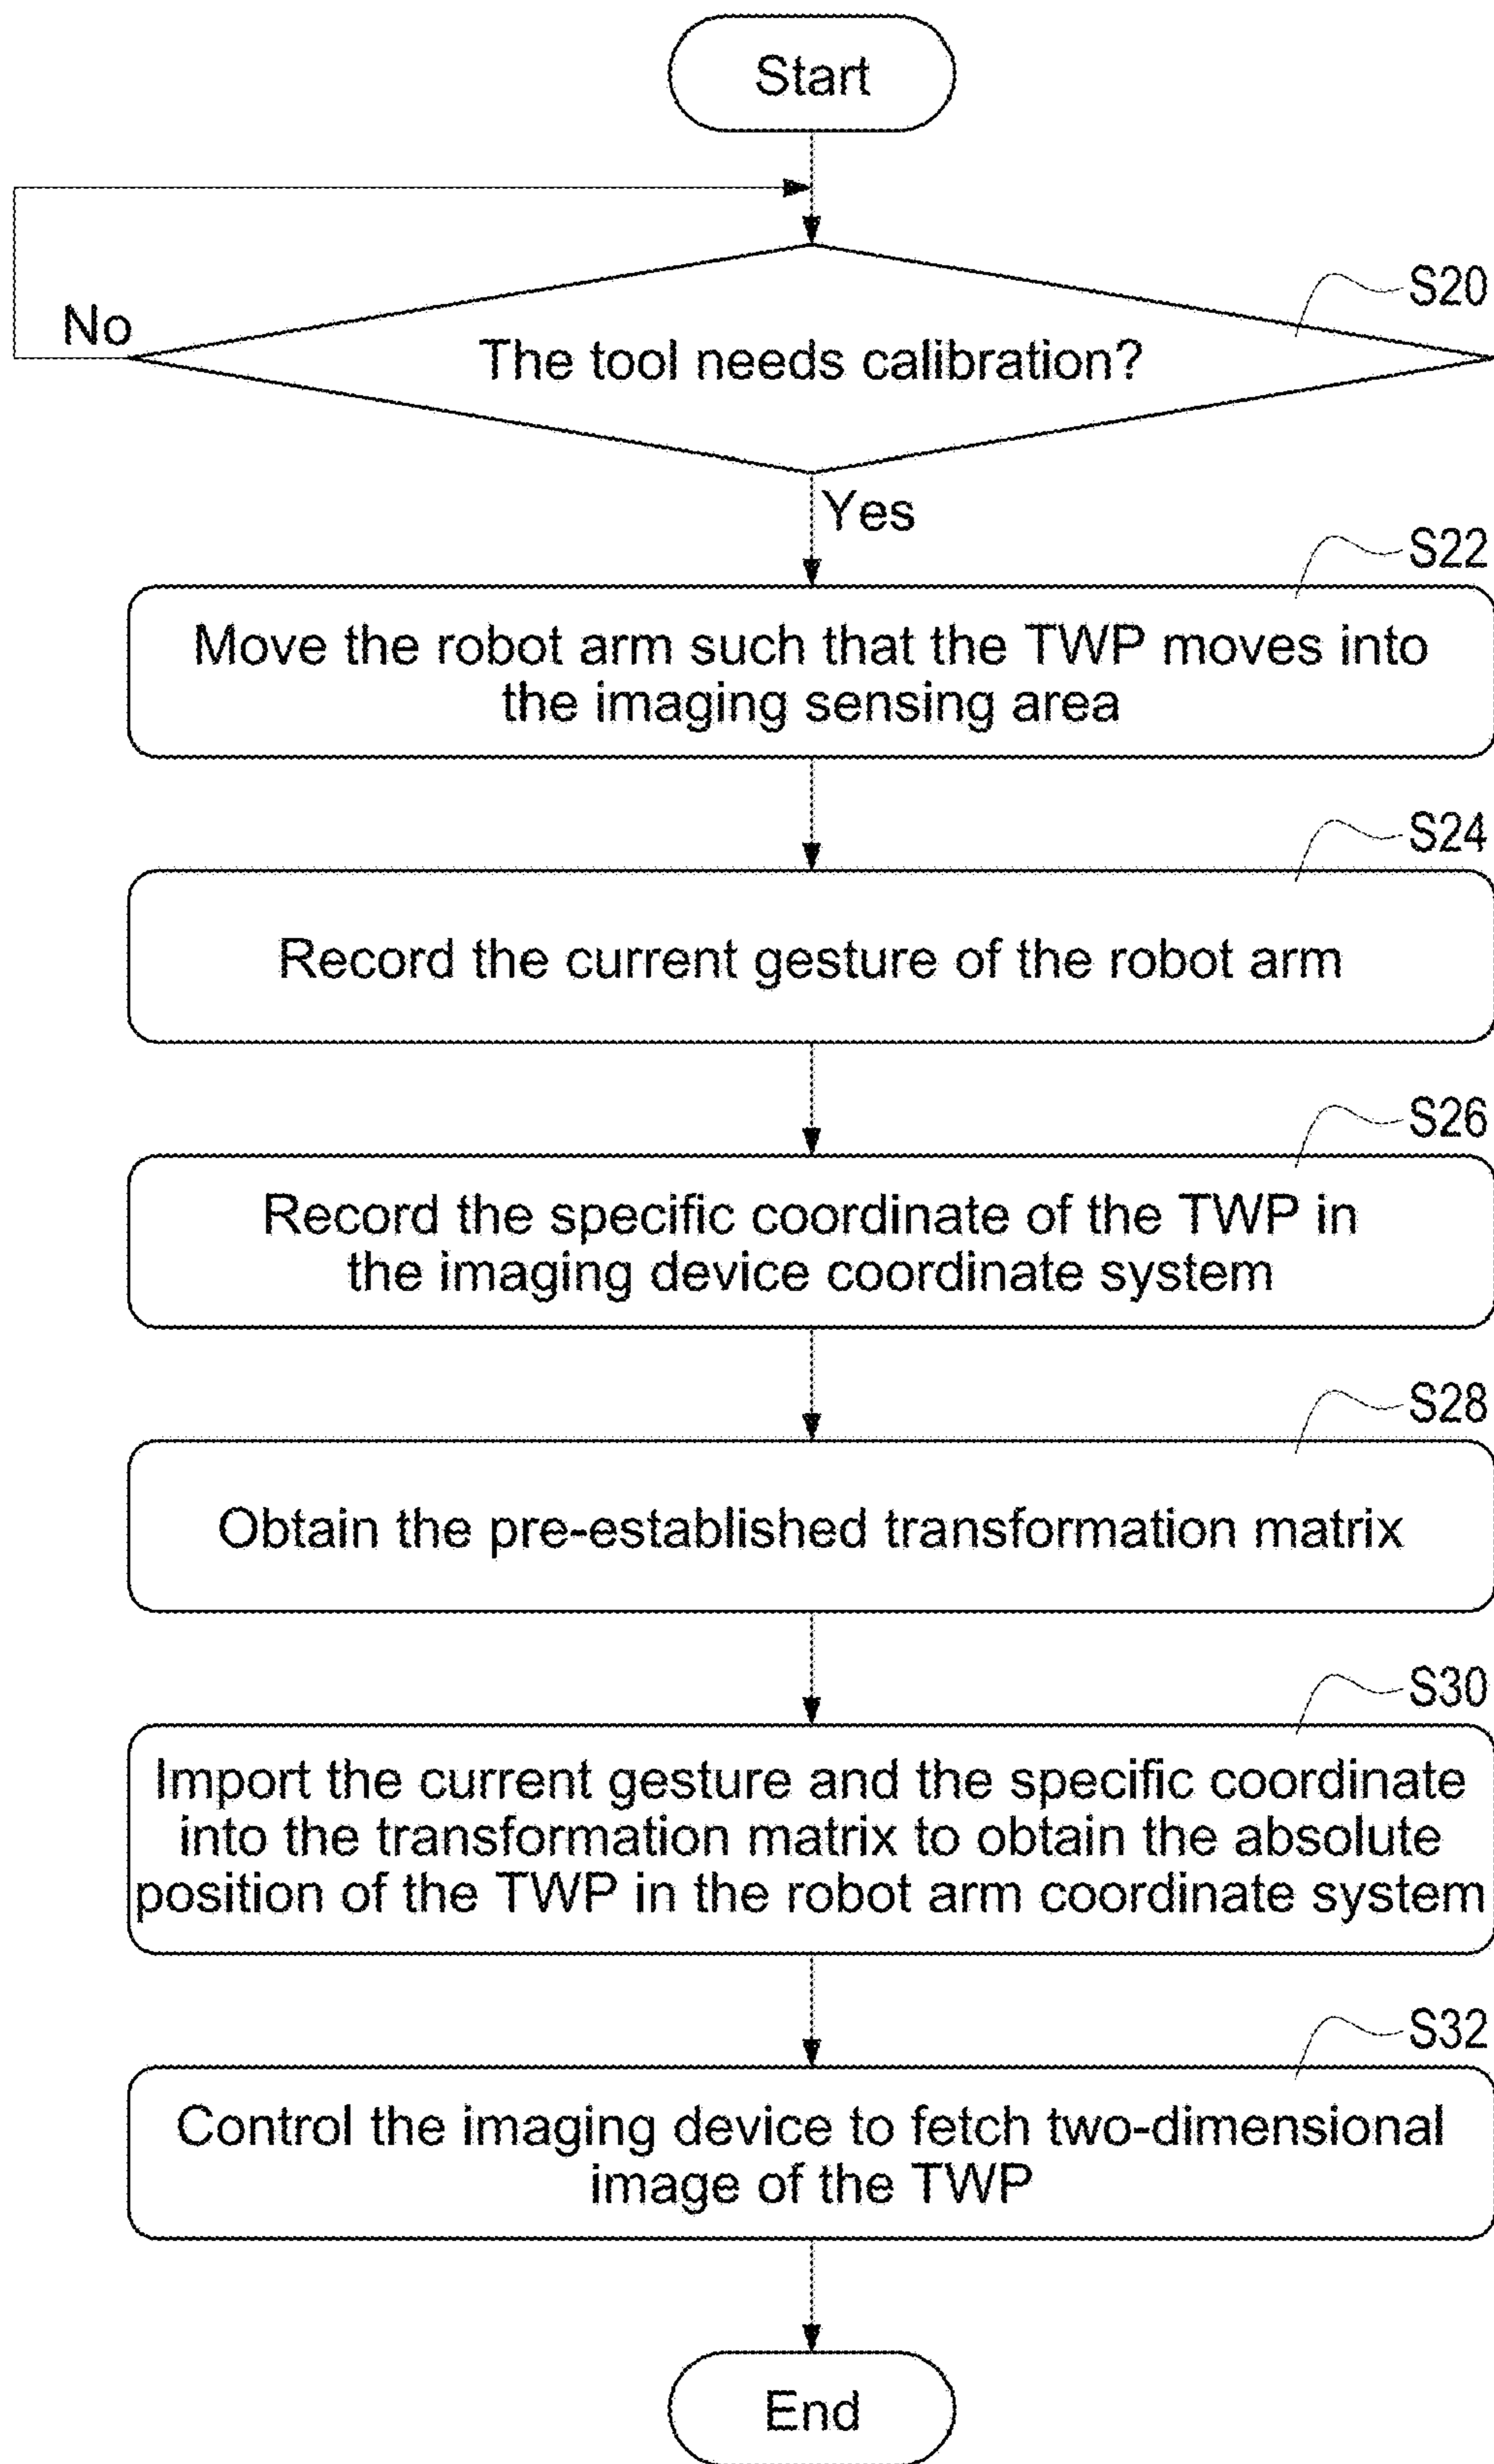 Start
S20
No
The tool needs calibration?
Yes
S22
Move the robot arm such that the TWP moves into
the imaging sensing area
S24
Record the current gesture of the robot arm
S26
Record the specific coordinate of the TWP in
the imaging device coordinate system
S28
Obtain the pre-established transformation matrix
S30
Import the current gesture and the specific coordinate
into the transformation matrix to obtain the absolute
position of the TWP in the robot arm coordinate system
S32
Control the imaging device to fetch two-dimensional
image of the TWP
End